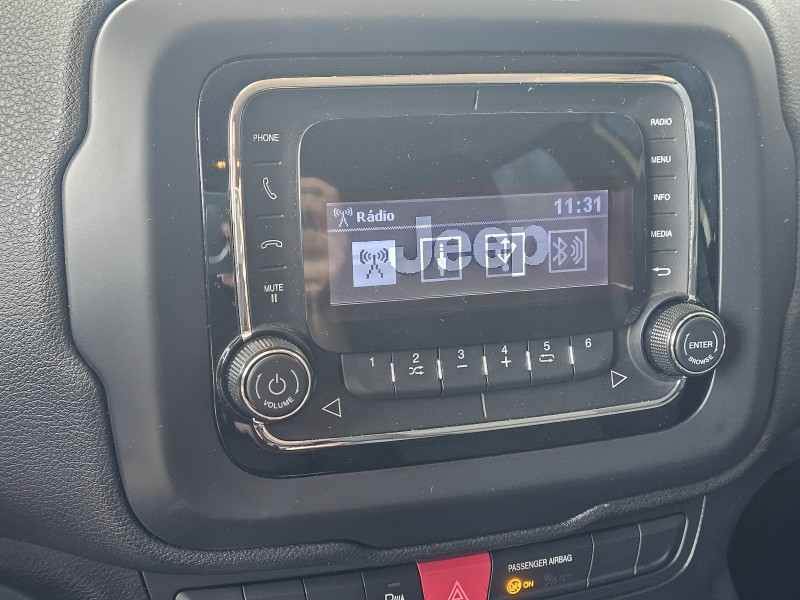 PHONE
MUTE
RADIO
MENU
INFO
MEDIA
Rádio 11:31
Jeep
1 2 3 4 5 6
VOLUME
ENTER
BROWSE
PASSENGER AIRBAG
ON